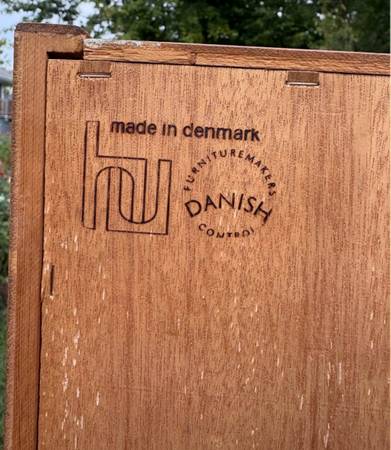 made in denmark
hu
FURNITUREMAKERS
DANISH
CONTROL